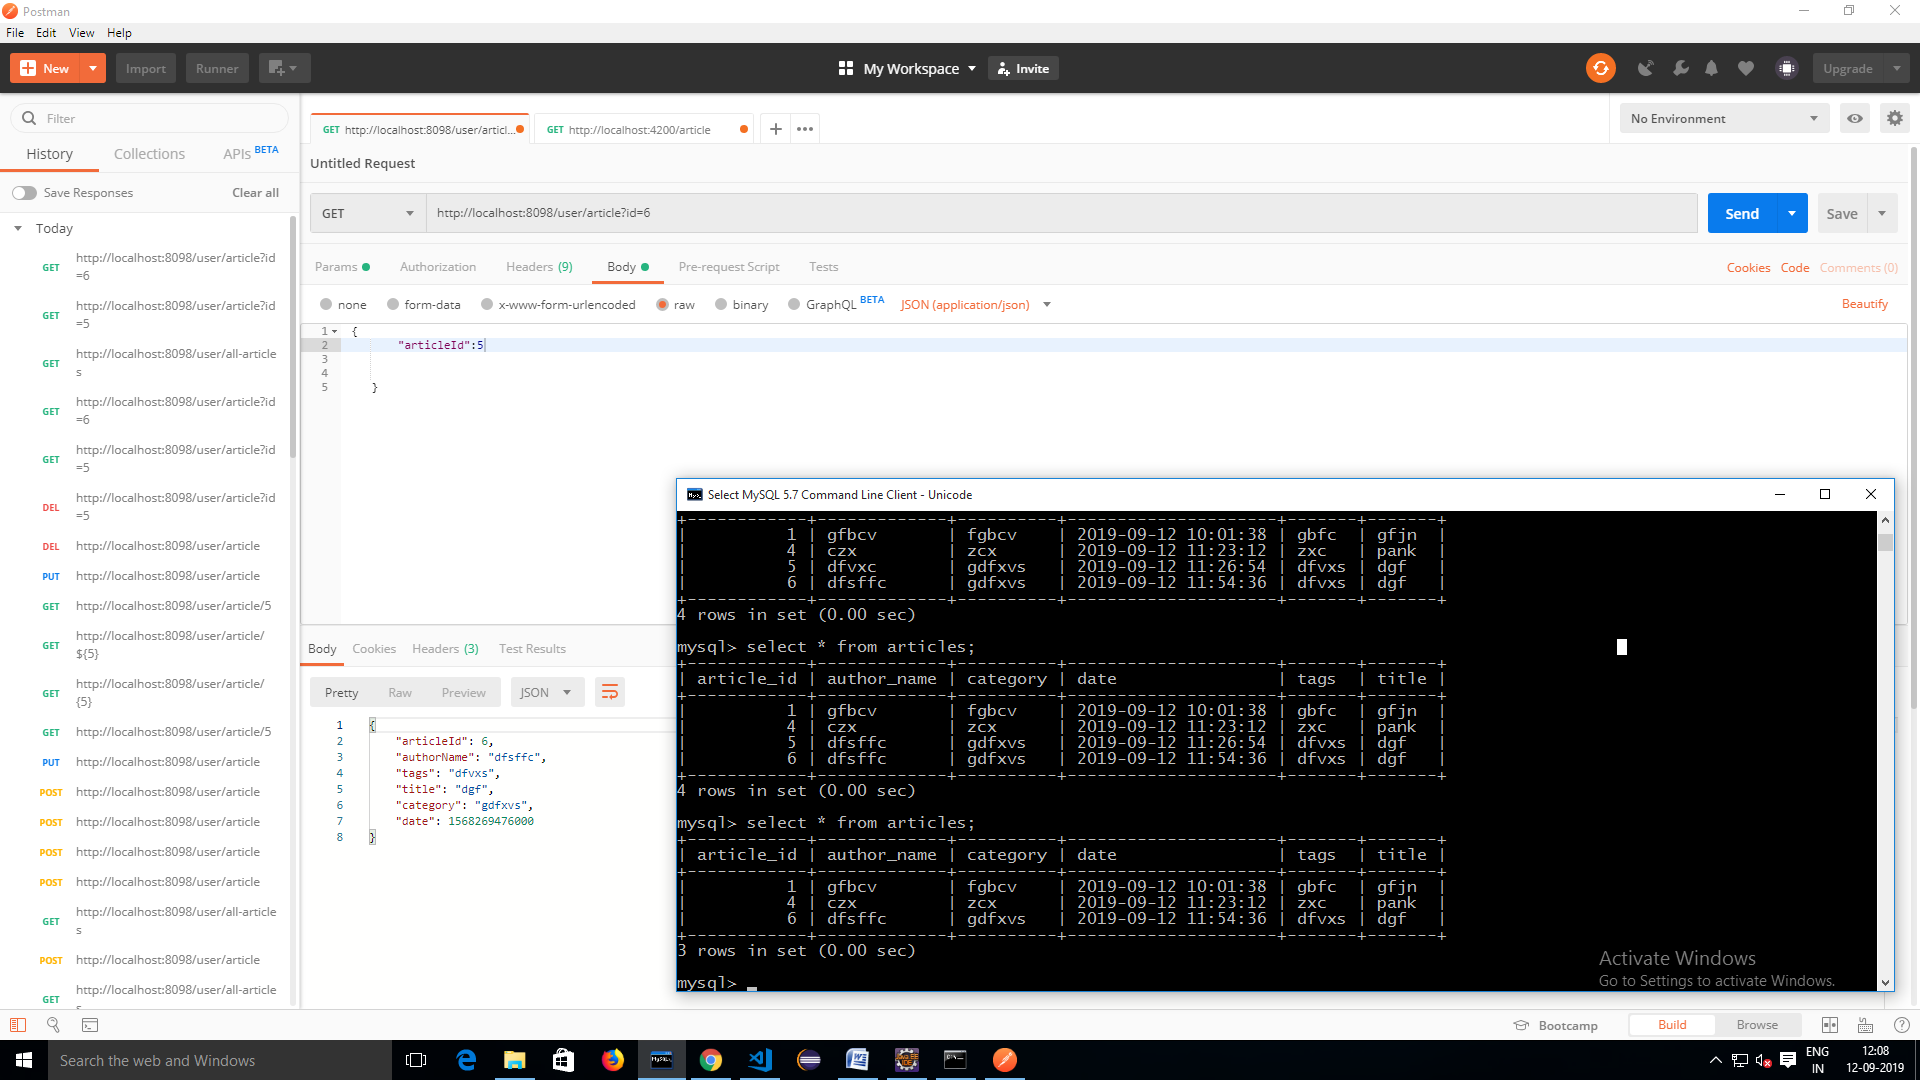 Postman
File Edit View Help
New Import Runner My Workspace Invite Upgrade
Filter
History Collections APIs BETA
Save Responses Clear all
Today
GET http://localhost:8098/user/article?id
=6
GET http://localhost:8098/user/article?id
=5
GET http://localhost:8098/user/all-article
s
GET http://localhost:8098/user/article?id
=6
GET http://localhost:8098/user/article?id
=5
DEL http://localhost:8098/user/article?id
=5
DEL http://localhost:8098/user/article
PUT http://localhost:8098/user/article
GET http://localhost:8098/user/article/5
GET http://localhost:8098/user/article/
${5}
GET http://localhost:8098/user/article/
{5}
GET http://localhost:8098/user/article/5
PUT http://localhost:8098/user/article
POST http://localhost:8098/user/article
POST http://localhost:8098/user/article
POST http://localhost:8098/user/article
POST http://localhost:8098/user/article
GET http://localhost:8098/user/all-article
s
POST http://localhost:8098/user/article
GET http://localhost:8098/user/all-article
GET http://localhost:8098/user/articl... GET http://localhost:4200/article
No Environment
Untitled Request
GET http://localhost:8098/user/article?id=6 Send Save
Params Authorization Headers (9) Body Pre-request Script Tests Cookies Code Comments (0)
none form-data x-www-form-urlencoded raw binary GraphQL BETA JSON (application/json) Beautify
1 {
2 "articleId":5
3
4
5 }
Body Cookies Headers (3) Test Results
Pretty Raw Preview JSON
1 {
2 "articleId": 6,
3 "authorName": "dfsffc",
4 "tags": "dfvxs",
5 "title": "dgf",
6 "category": "gdfxvs",
7 "date": 1568269476000
8 }
Select MySQL 5.7 Command Line Client - Unicode
+------------+-------------+----------+---------------------+-------+-------+
| 1 | gfbcv | fgbcv | 2019-09-12 10:01:38 | gbfc | gfjn |
| 4 | czx | zcx | 2019-09-12 11:23:12 | zxc | pank |
| 5 | dfvxc | gdfxvs | 2019-09-12 11:26:54 | dfvxs | dgf |
| 6 | dfsffc | gdfxvs | 2019-09-12 11:54:36 | dfvxs | dgf |
+------------+-------------+----------+---------------------+-------+-------+
4 rows in set (0.00 sec)
mysql> select * from articles;
+------------+-------------+----------+---------------------+-------+-------+
| article_id | author_name | category | date | tags | title |
+------------+-------------+----------+---------------------+-------+-------+
| 1 | gfbcv | fgbcv | 2019-09-12 10:01:38 | gbfc | gfjn |
| 4 | czx | zcx | 2019-09-12 11:23:12 | zxc | pank |
| 5 | dfsffc | gdfxvs | 2019-09-12 11:26:54 | dfvxs | dgf |
| 6 | dfsffc | gdfxvs | 2019-09-12 11:54:36 | dfvxs | dgf |
+------------+-------------+----------+---------------------+-------+-------+
4 rows in set (0.00 sec)
mysql> select * from articles;
+------------+-------------+----------+---------------------+-------+-------+
| article_id | author_name | category | date | tags | title |
+------------+-------------+----------+---------------------+-------+-------+
| 1 | gfbcv | fgbcv | 2019-09-12 10:01:38 | gbfc | gfjn |
| 4 | czx | zcx | 2019-09-12 11:23:12 | zxc | pank |
| 6 | dfsffc | gdfxvs | 2019-09-12 11:54:36 | dfvxs | dgf |
+------------+-------------+----------+---------------------+-------+-------+
3 rows in set (0.00 sec)
mysql> _
Activate Windows
Go to Settings to activate Windows.
Bootcamp Build Browse
Search the web and Windows
ENG
IN
12:08
12-09-2019